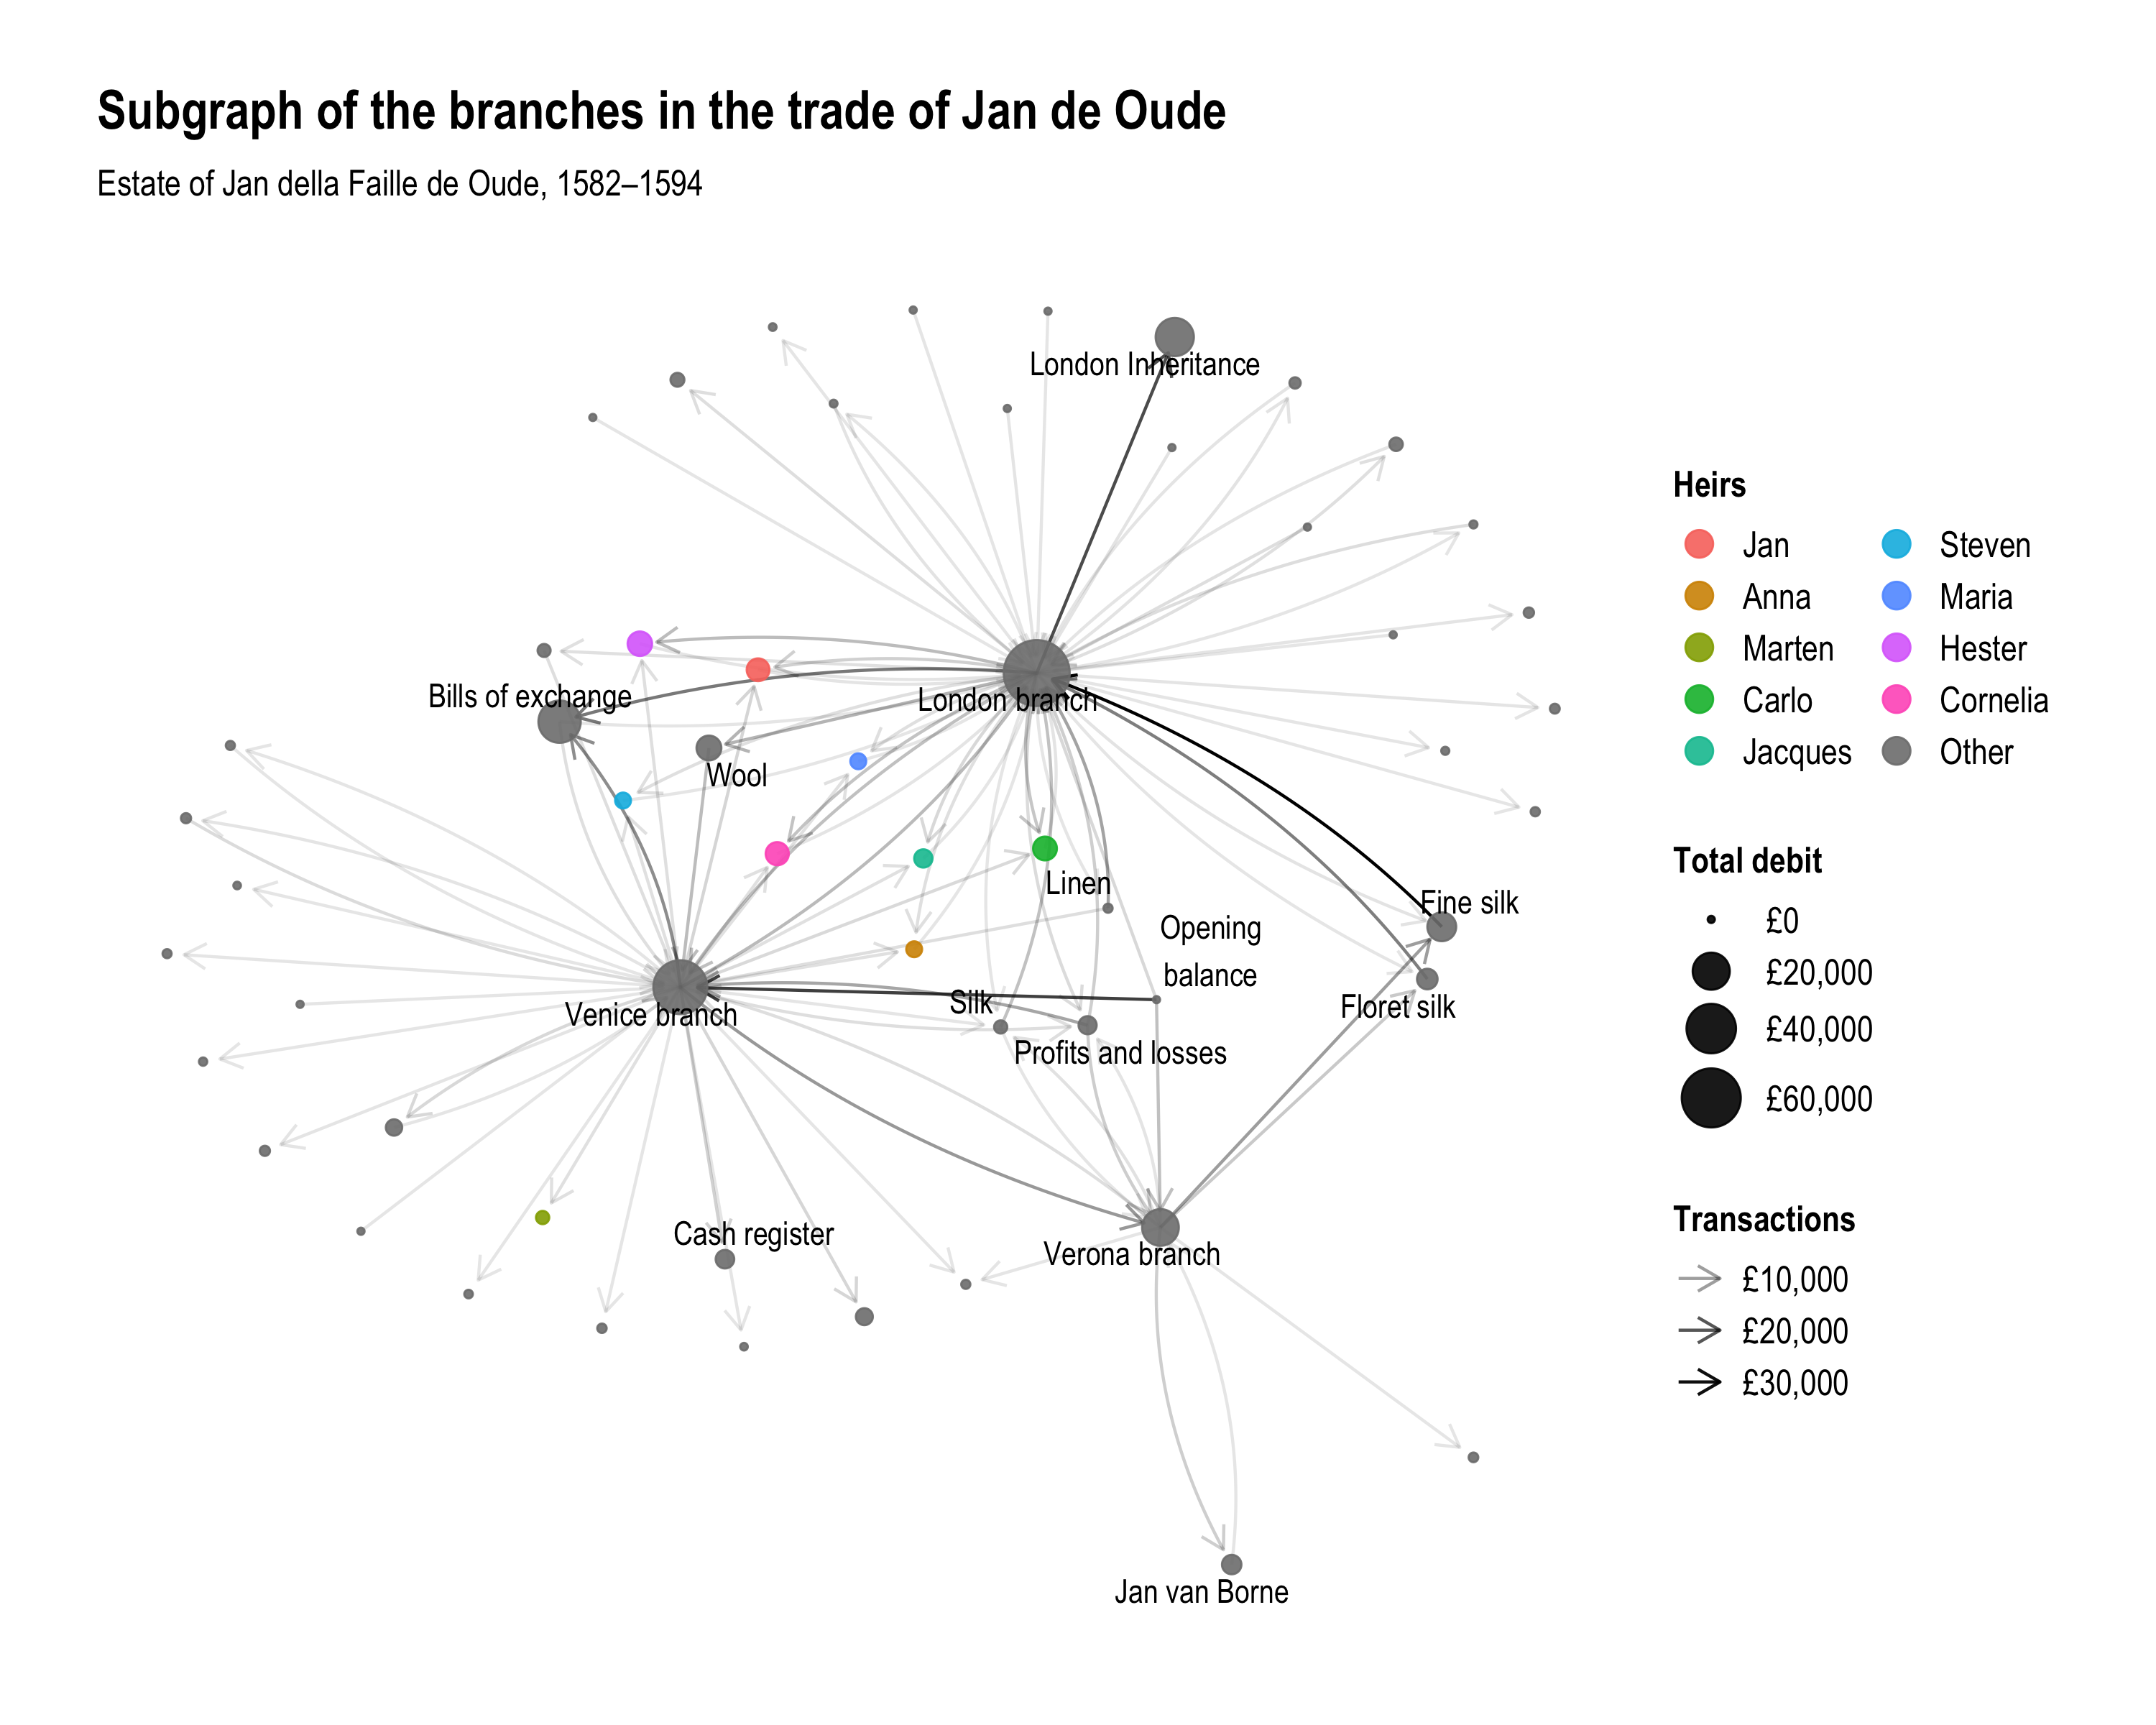 Subgraph of the branches in the trade of Jan de Oude
Estate of Jan della Faille de Oude, 1582–1594
London Inheritance
Bills of exchange
London branch
Wool
Linen
Fine silk
Opening
balance
Silk
Floret silk
Venice branch
Profits and losses
Cash register
Verona branch
Jan van Borne
Heirs
Jan
Anna
Marten
Carlo
Jacques
Steven
Maria
Hester
Cornelia
Other
Total debit
£0
£20,000
£40,000
£60,000
Transactions
£10,000
£20,000
£30,000